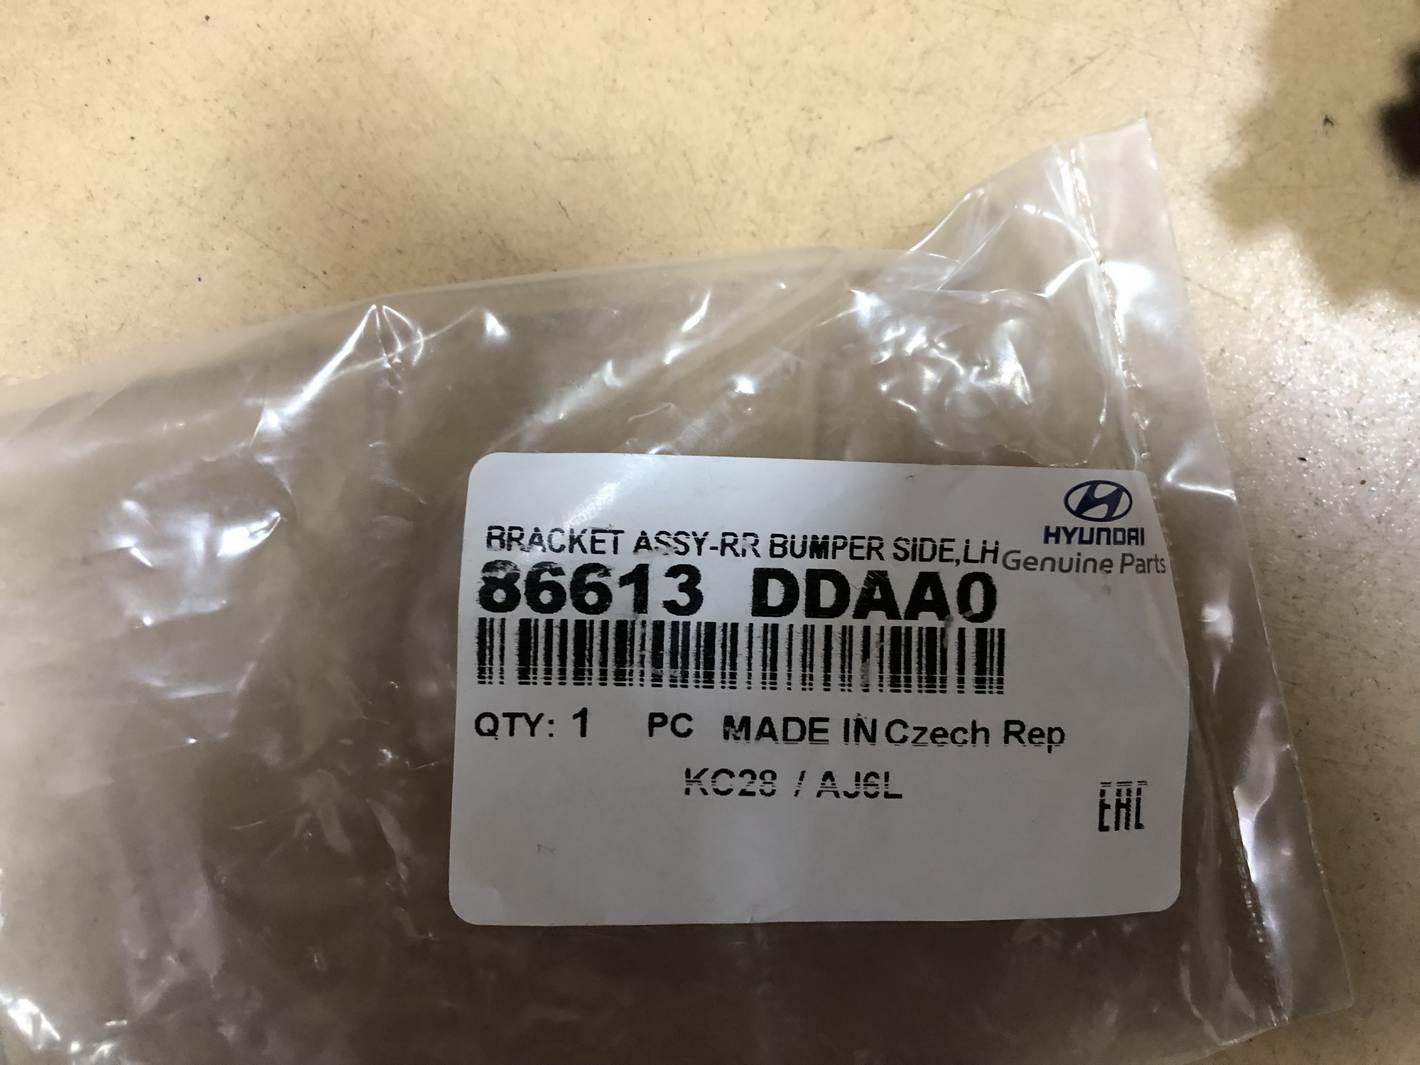 HYUNDAI
Genuine Parts
BRACKET ASSY-RR BUMPER SIDE,LH
86613 DDAA0
QTY: 1 PC MADE IN Czech Rep
KC28 / AJ6L
EAC